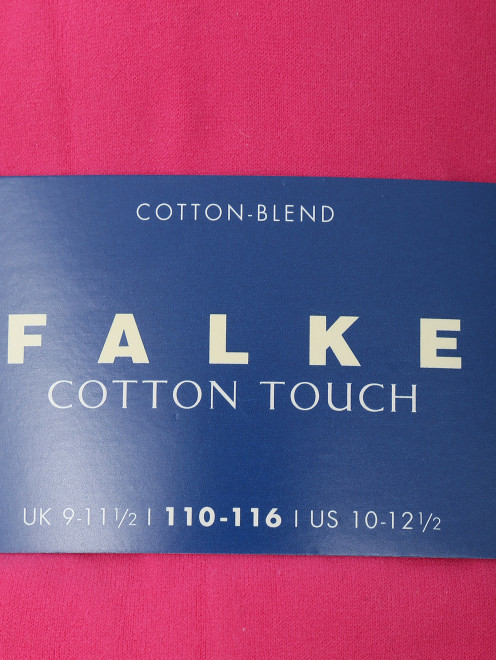 COTTON-BLEND
FALKE
COTTON TOUCH
UK 9-11½ | 110-116 | US 10-12½